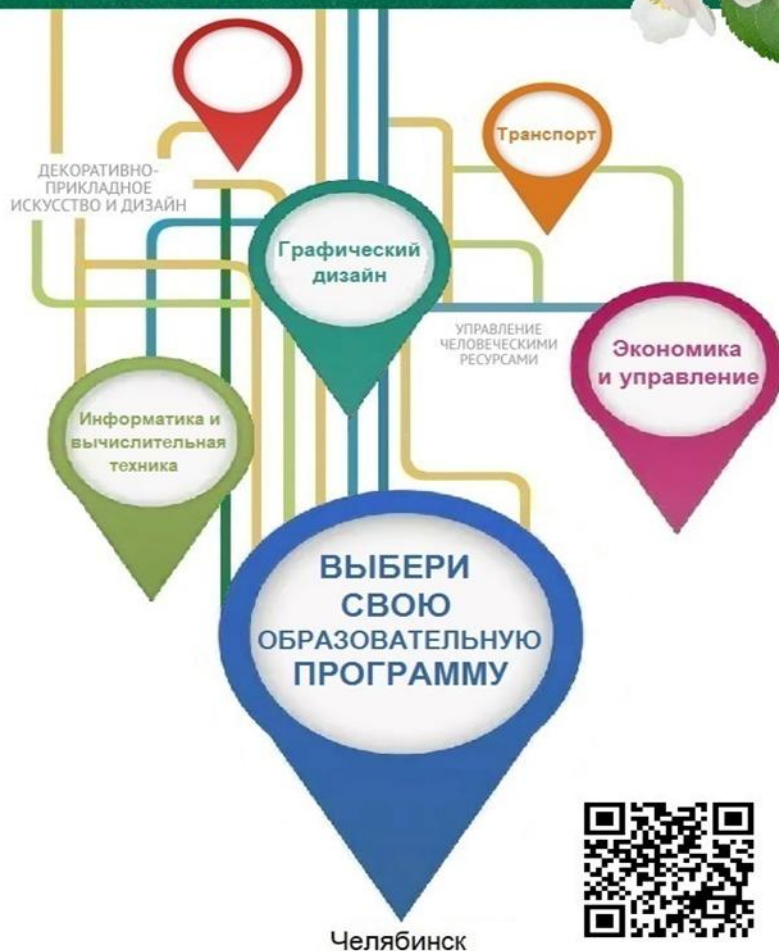 Транспорт
ДЕКОРАТИВНО-
ПРИКЛАДНОЕ
ИСКУССТВО И ДИЗАЙН
Графический
дизайн
УПРАВЛЕНИЕ
ЧЕЛОВЕЧЕСКИМИ
РЕСУРСАМИ
Экономика
и управление
Информатика и
вычислительная
техника
ВЫБЕРИ
СВОЮ
ОБРАЗОВАТЕЛЬНУЮ
ПРОГРАММУ
Челябинск